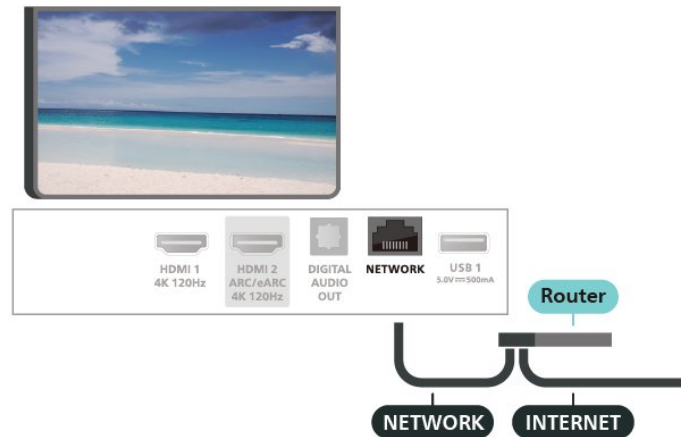 HDMI 1
4K 120Hz
HDMI 2
ARC/eARC
4K 120Hz
DIGITAL
AUDIO
OUT
NETWORK
USB 1
5.0V⎓500mA
Router
NETWORK
INTERNET